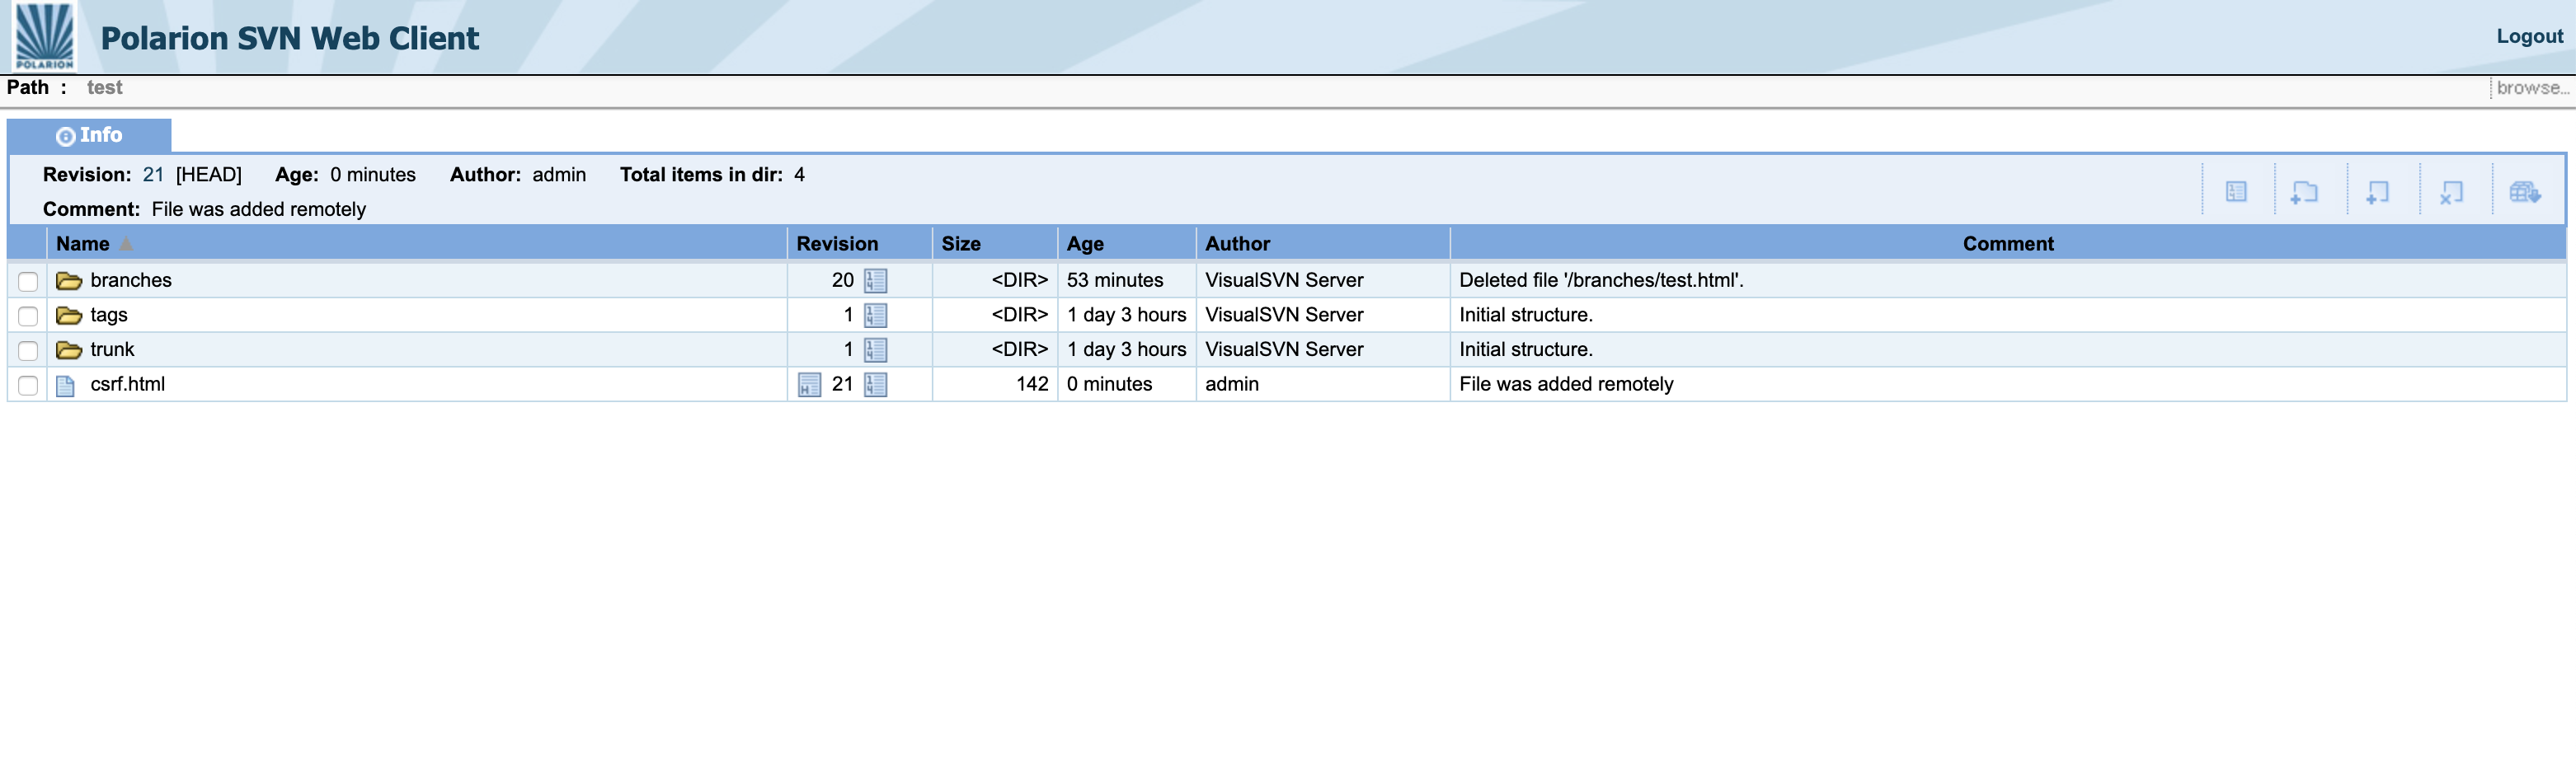 POLARION
Polarion SVN Web Client
Logout
Path : test
browse...
Info
Revision: 21 [HEAD] Age: 0 minutes Author: admin Total items in dir: 4
Comment: File was added remotely
Name Revision Size Age Author Comment
branches 20 <DIR> 53 minutes VisualSVN Server Deleted file '/branches/test.html'.
tags 1 <DIR> 1 day 3 hours VisualSVN Server Initial structure.
trunk 1 <DIR> 1 day 3 hours VisualSVN Server Initial structure.
csrf.html 21 142 0 minutes admin File was added remotely